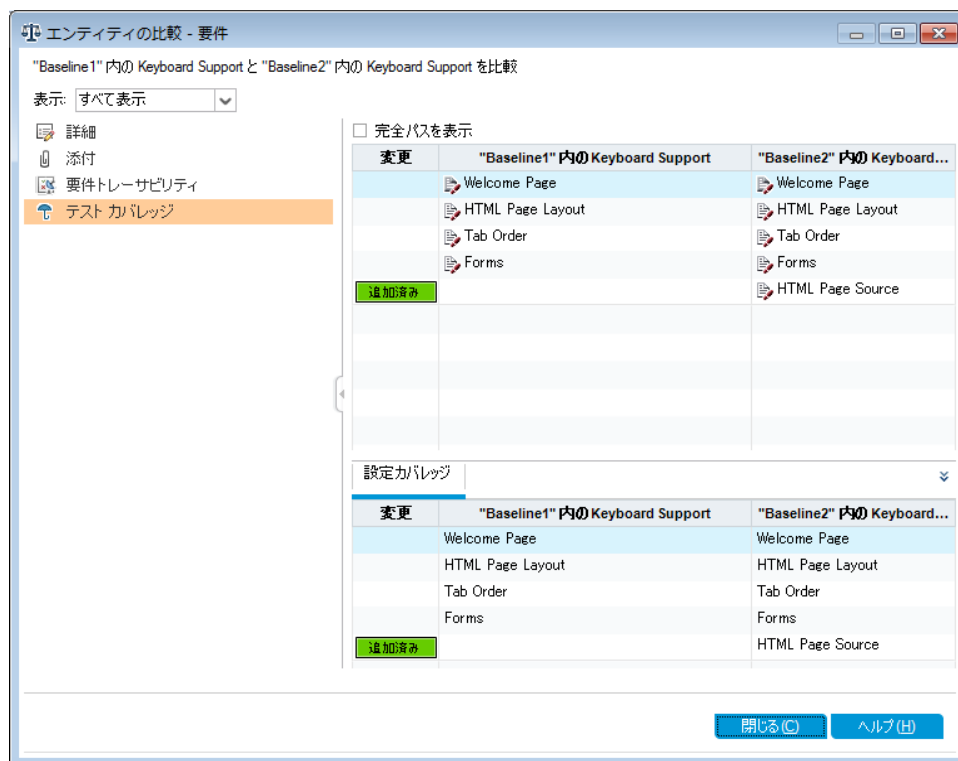 エンティティの比較 - 要件
"Baseline1" 内の Keyboard Support と "Baseline2" 内の Keyboard Support を比較
表示: すべて表示
詳細
添付
要件トレーサビリティ
テスト カバレッジ
完全パスを表示
変更 "Baseline1" 内の Keyboard Support "Baseline2" 内の Keyboard...
Welcome Page Welcome Page
HTML Page Layout HTML Page Layout
Tab Order Tab Order
Forms Forms
追加済み HTML Page Source
設定カバレッジ
変更 "Baseline1" 内の Keyboard Support "Baseline2" 内の Keyboard...
Welcome Page Welcome Page
HTML Page Layout HTML Page Layout
Tab Order Tab Order
Forms Forms
追加済み HTML Page Source
閉じる(C) ヘルプ(H)